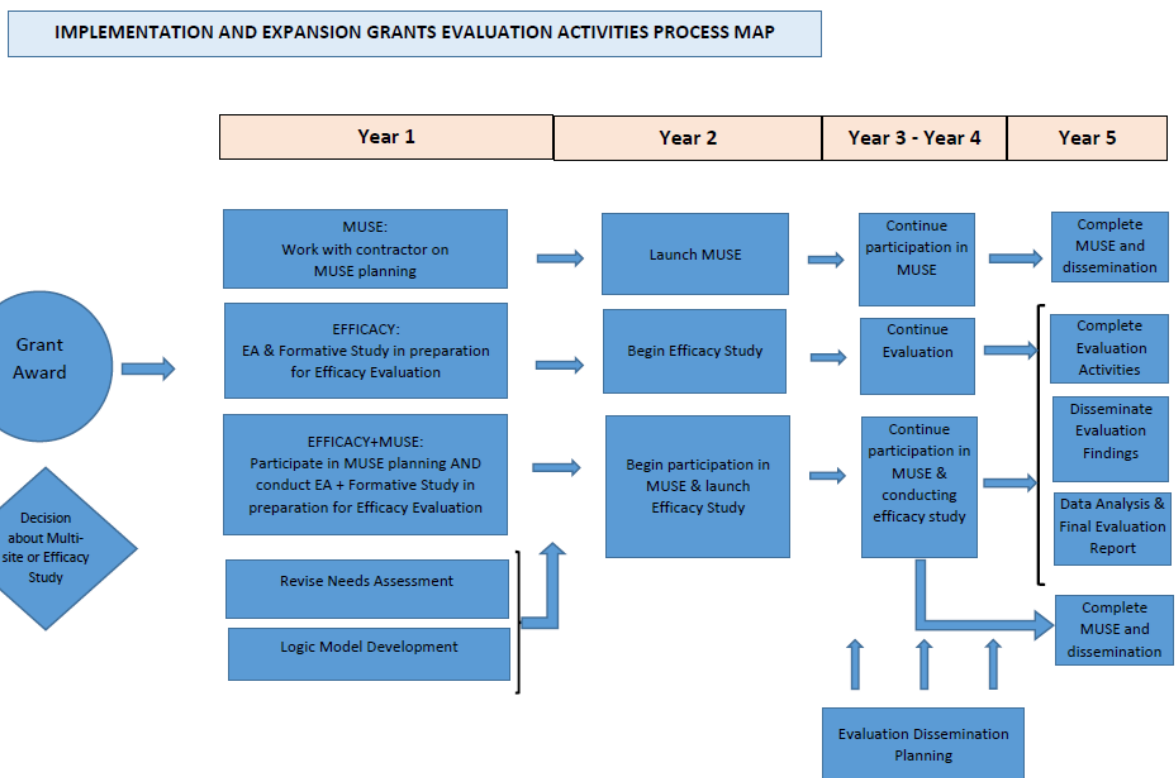 IMPLEMENTATION AND EXPANSION GRANTS EVALUATION ACTIVITIES PROCESS MAP
Year 1
Year 2
Year 3 - Year 4
Year 5
Grant
Award
Decision
about Multi-
site or Efficacy
Study
MUSE:
Work with contractor on
MUSE planning
Launch MUSE
Continue
participation in
MUSE
Complete
MUSE and
dissemination
EFFICACY:
EA & Formative Study in preparation
for Efficacy Evaluation
Begin Efficacy Study
Continue
Evaluation
Complete
Evaluation
Activities
Disseminate
Evaluation
Findings
Data Analysis &
Final Evaluation
Report
EFFICACY+MUSE:
Participate in MUSE planning AND
conduct EA + Formative Study in
preparation for Efficacy Evaluation
Begin participation in
MUSE & launch
Efficacy Study
Continue
participation in
MUSE &
conducting
efficacy study
Complete
MUSE and
dissemination
Revise Needs Assessment
Logic Model Development
Evaluation Dissemination
Planning